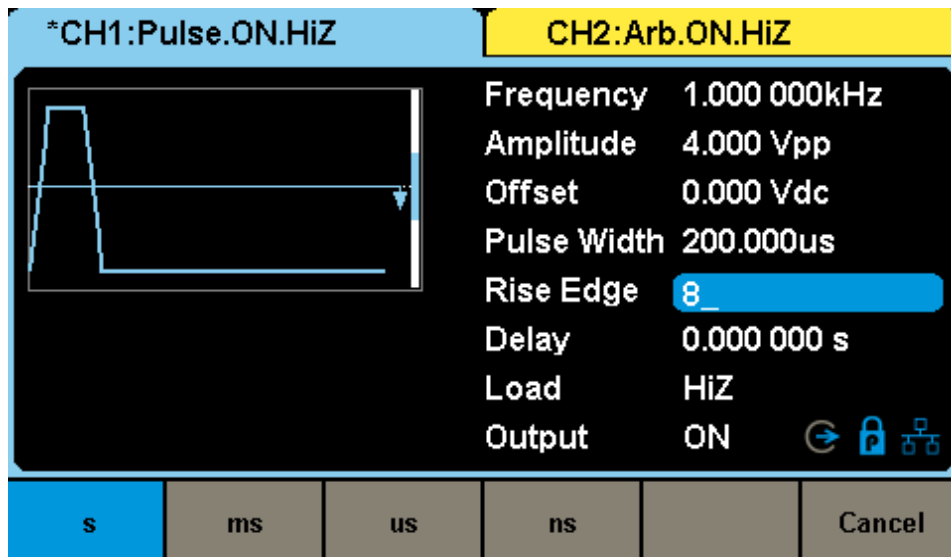 *CH1:Pulse.ON.HiZ
CH2:Arb.ON.HiZ
Frequency 1.000 000kHz
Amplitude 4.000 Vpp
Offset 0.000 Vdc
Pulse Width 200.000us
Rise Edge 8_
Delay 0.000 000 s
Load HiZ
Output ON P
s ms us ns Cancel